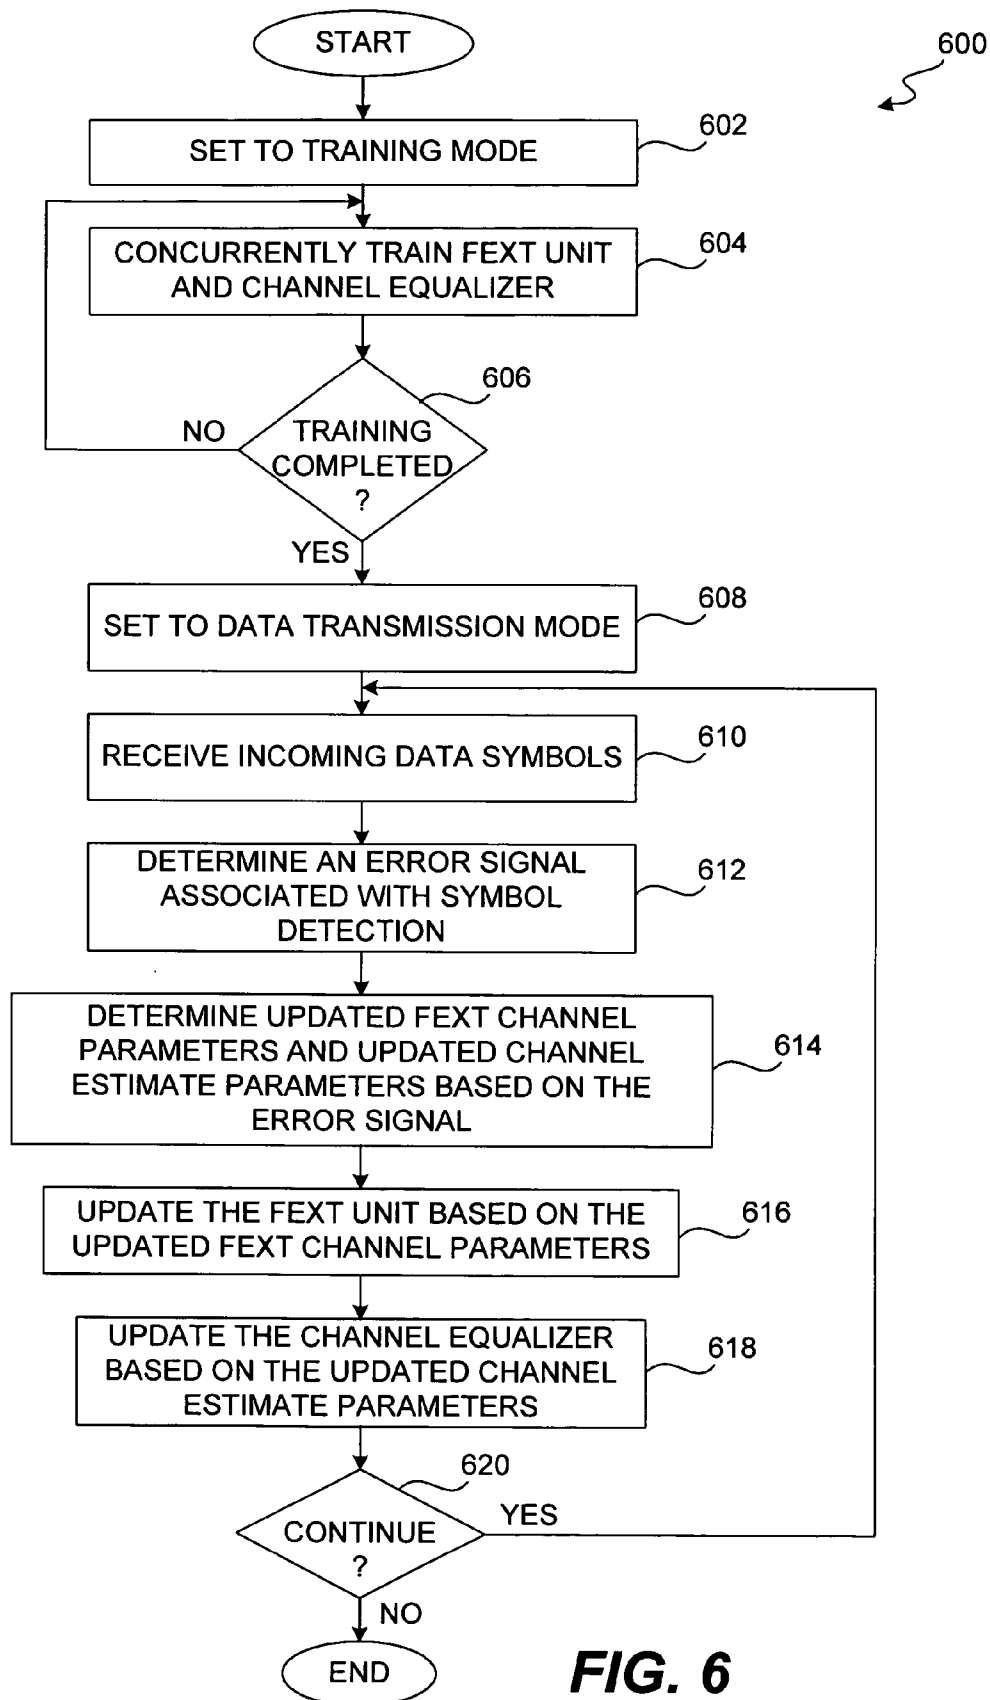 START
600
SET TO TRAINING MODE
602
CONCURRENTLY TRAIN FEXT UNIT
AND CHANNEL EQUALIZER
604
606
NO
TRAINING
COMPLETED
?
YES
SET TO DATA TRANSMISSION MODE
608
RECEIVE INCOMING DATA SYMBOLS
610
DETERMINE AN ERROR SIGNAL
ASSOCIATED WITH SYMBOL
DETECTION
612
DETERMINE UPDATED FEXT CHANNEL
PARAMETERS AND UPDATED CHANNEL
ESTIMATE PARAMETERS BASED ON THE
ERROR SIGNAL
614
UPDATE THE FEXT UNIT BASED ON THE
UPDATED FEXT CHANNEL PARAMETERS
616
UPDATE THE CHANNEL EQUALIZER
BASED ON THE UPDATED CHANNEL
ESTIMATE PARAMETERS
618
620
CONTINUE
?
YES
NO
END
FIG. 6